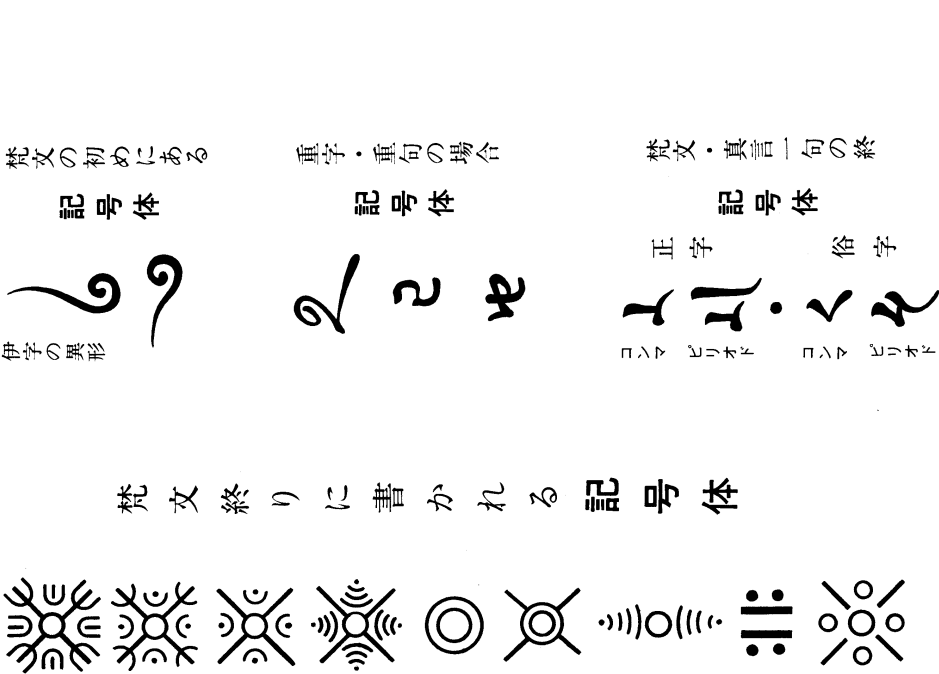 梵文の初めにある
記号体
伊字の異形
重字・重句の場合
記号体
梵文・真言一句の終
記号体
正字
俗字
コンマ
ピリオド
コンマ
ピリオド
梵文終りに書かれる記号体